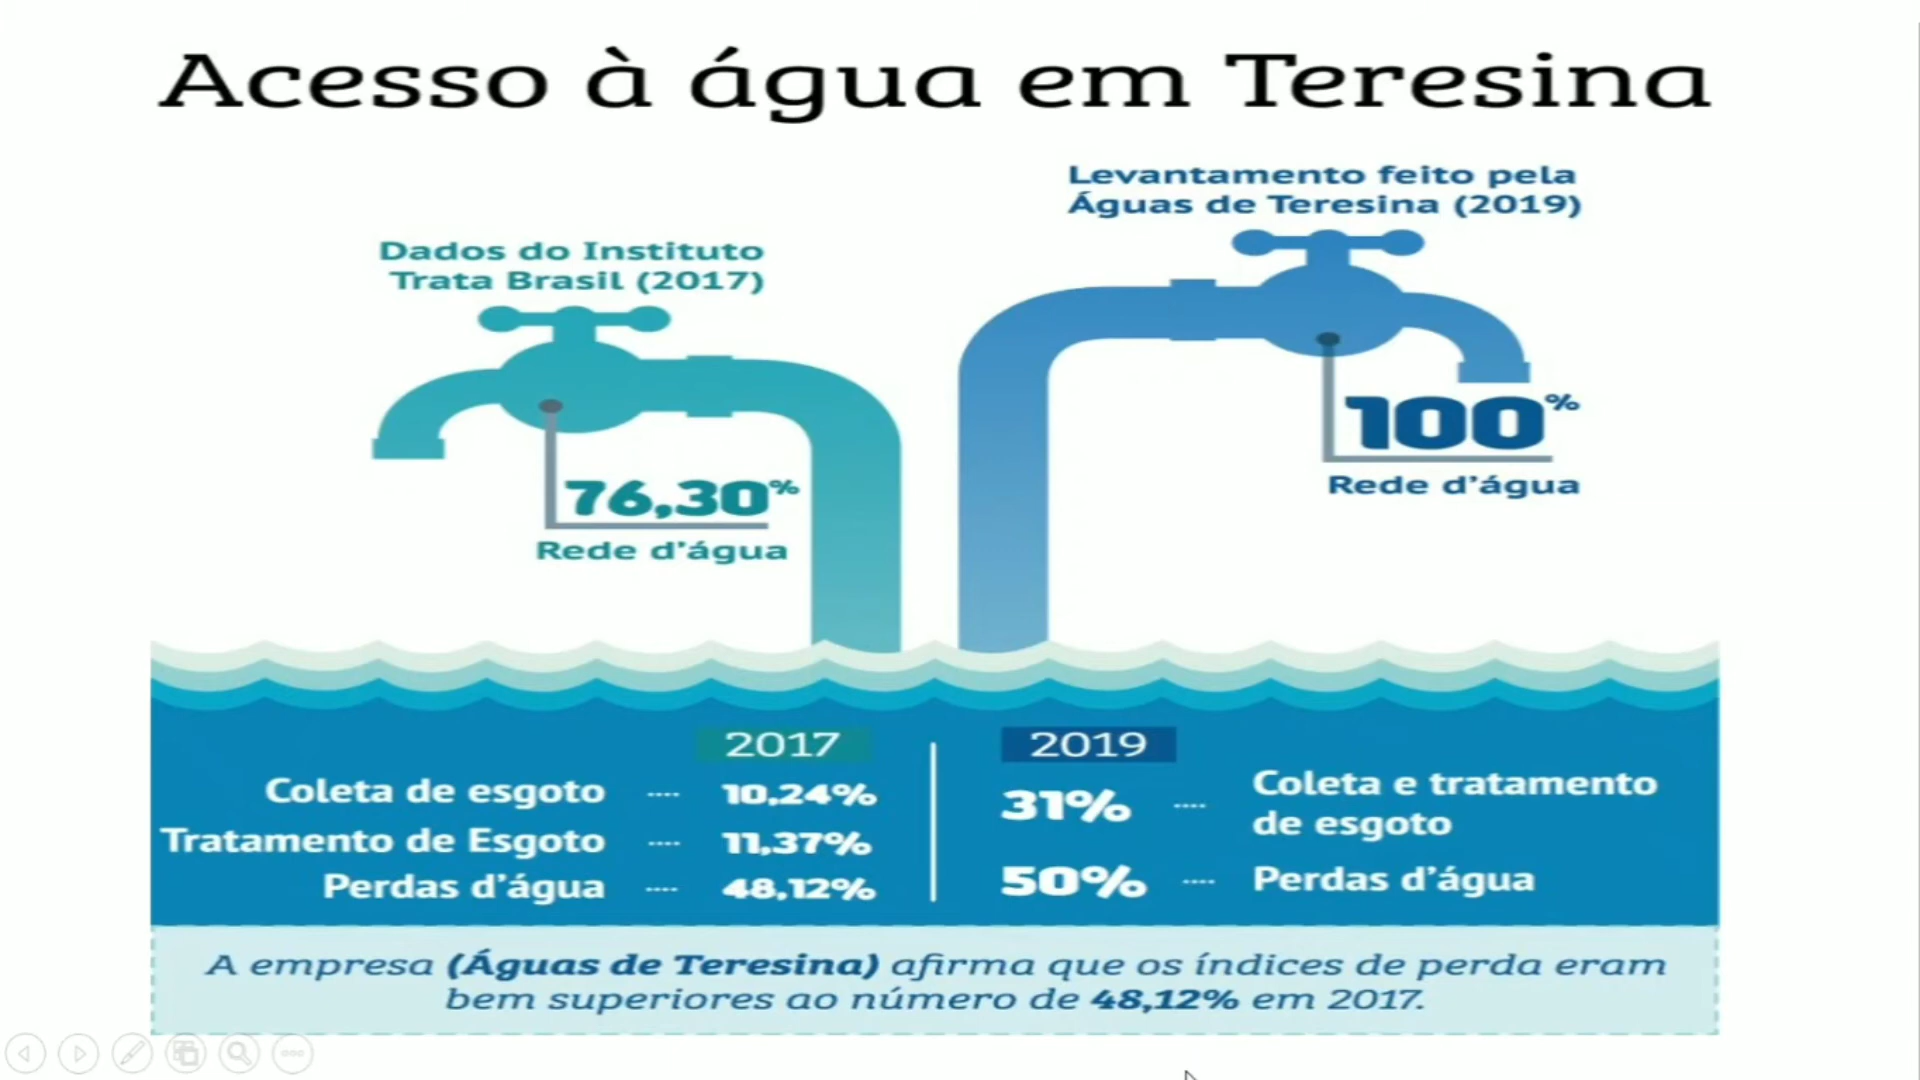 Acesso à água em Teresina
Dados do Instituto
Trata Brasil (2017)
76,30%
Rede d'água
Levantamento feito pela
Águas de Teresina (2019)
100%
Rede d'água
2017
Coleta de esgoto ···· 10,24%
Tratamento de Esgoto ···· 11,37%
Perdas d'água ···· 48,12%
2019
31% ···· Coleta e tratamento
de esgoto
50% ···· Perdas d'água
A empresa (Águas de Teresina) afirma que os índices de perda eram
bem superiores ao número de 48,12% em 2017.